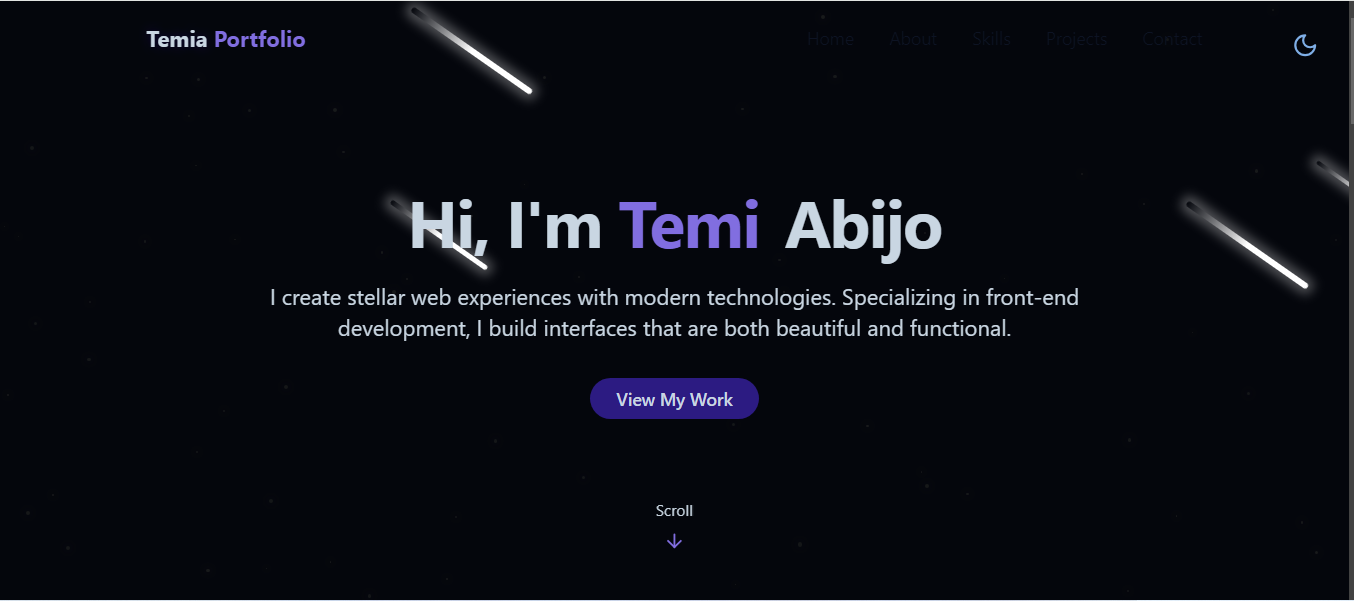 Temia Portfolio
Home About Skills Projects Contact
Hi, I'm Temi Abijo
I create stellar web experiences with modern technologies. Specializing in front-end
development, I build interfaces that are both beautiful and functional.
View My Work
Scroll